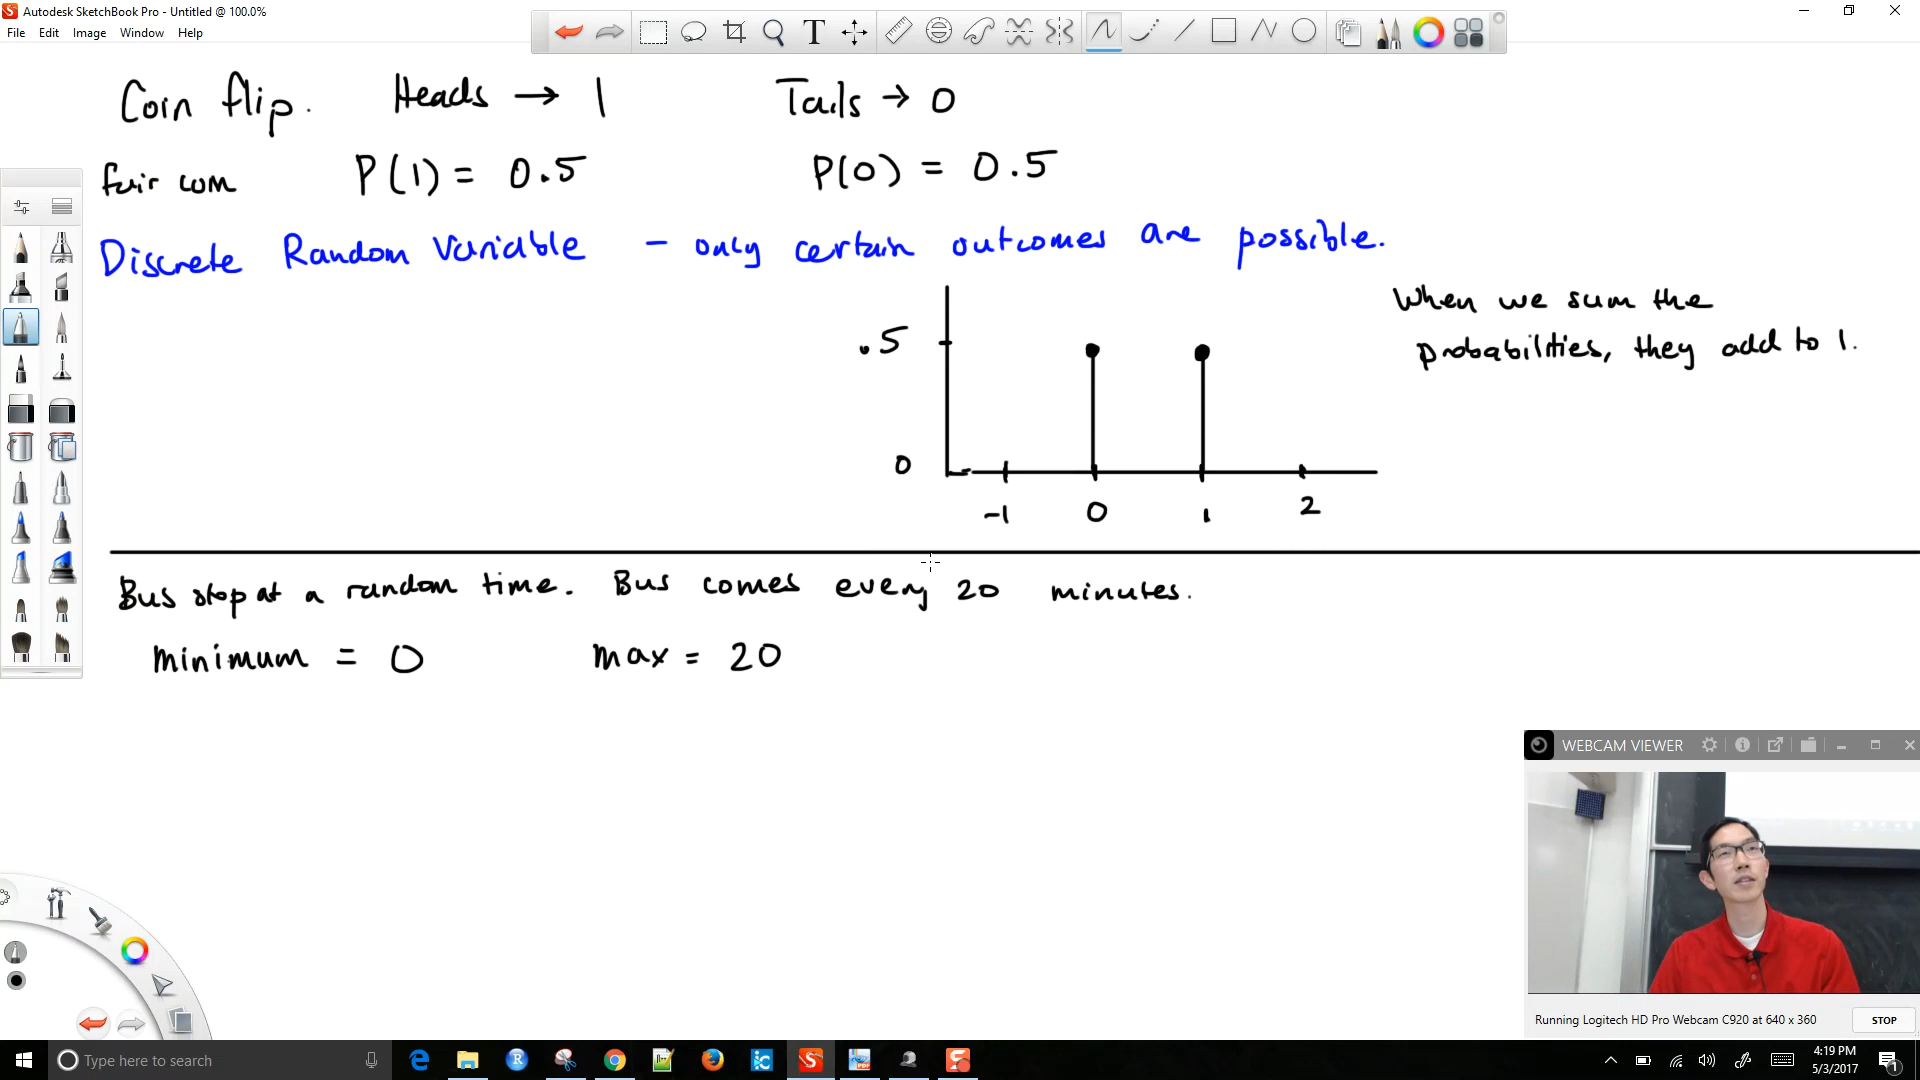 Autodesk SketchBook Pro - Untitled @ 100.0%
File Edit Image Window Help
Coin flip. Heads → 1 Tails → 0
fair coin P(1) = 0.5 P(0) = 0.5
Discrete Random Variable - only certain outcomes are possible.
When we sum the
probabilities, they add to 1.
.5
0
-1 0 1 2
Bus stop at a random time. Bus comes every 20 minutes.
minimum = 0 max = 20
WEBCAM VIEWER
Running Logitech HD Pro Webcam C920 at 640 x 360
STOP
Type here to search
4:19 PM
5/3/2017